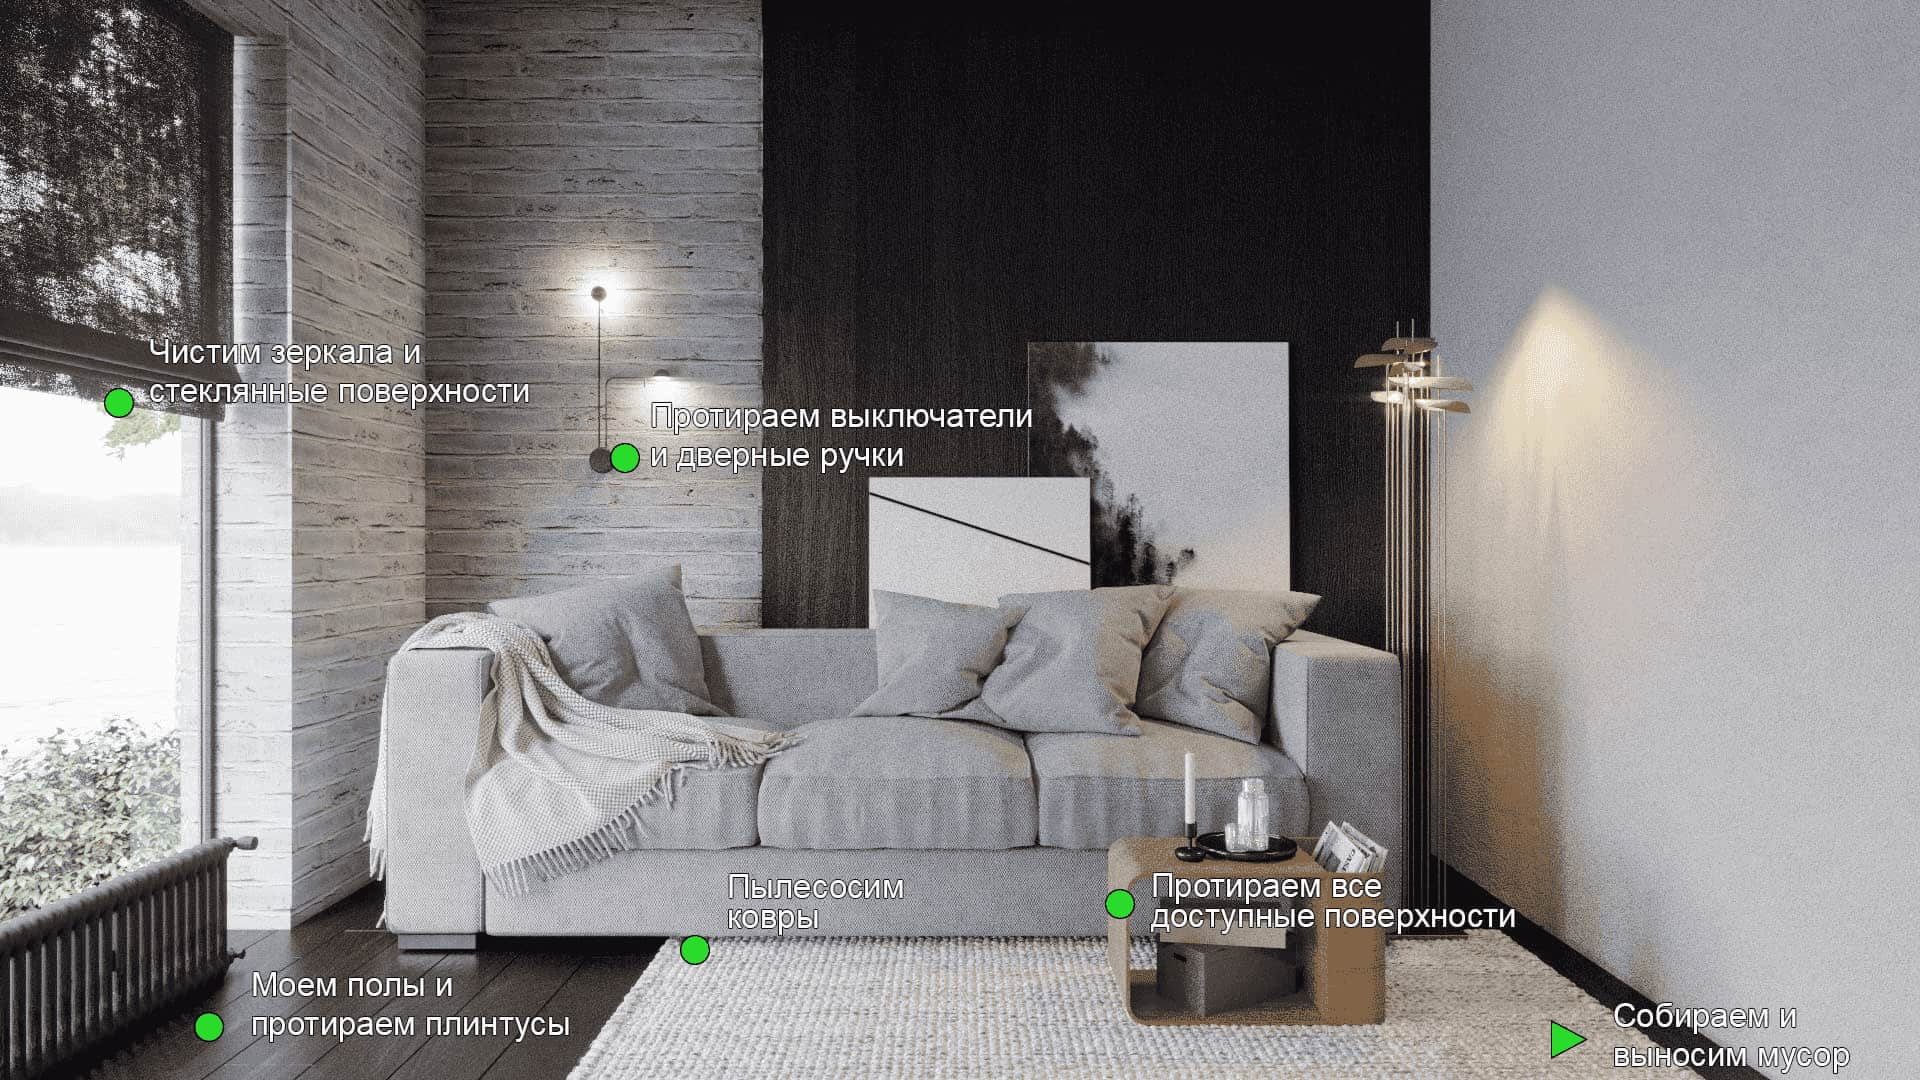 Чистим зеркала и
стеклянные поверхности
Протираем выключатели
и дверные ручки
Пылесосим
ковры
Протираем все
доступные поверхности
Моем полы и
протираем плинтусы
Собираем и
выносим мусор